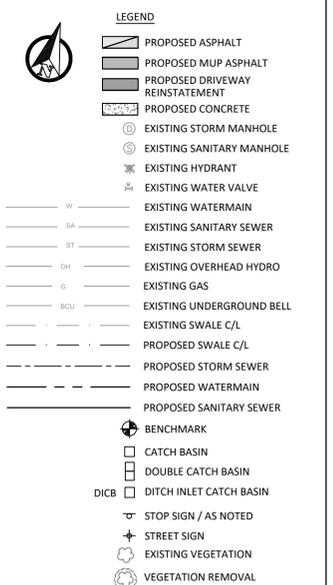 LEGEND
N
PROPOSED ASPHALT
PROPOSED MUP ASPHALT
PROPOSED DRIVEWAY
REINSTATEMENT
PROPOSED CONCRETE
D EXISTING STORM MANHOLE
S EXISTING SANITARY MANHOLE
EXISTING HYDRANT
EXISTING WATER VALVE
W EXISTING WATERMAIN
SA EXISTING SANITARY SEWER
ST EXISTING STORM SEWER
OH EXISTING OVERHEAD HYDRO
G EXISTING GAS
BCU EXISTING UNDERGROUND BELL
EXISTING SWALE C/L
PROPOSED SWALE C/L
PROPOSED STORM SEWER
PROPOSED WATERMAIN
PROPOSED SANITARY SEWER
BENCHMARK
CATCH BASIN
DOUBLE CATCH BASIN
DICB DITCH INLET CATCH BASIN
STOP SIGN / AS NOTED
STREET SIGN
EXISTING VEGETATION
VEGETATION REMOVAL